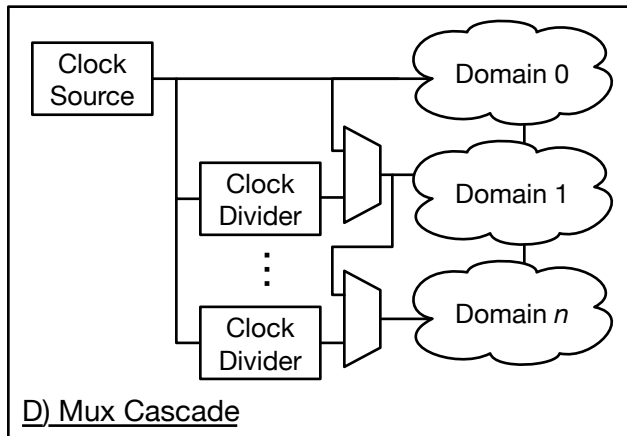 Clock
Source
Domain 0
Clock
Divider
Domain 1
Clock
Divider
Domain n
D) Mux Cascade